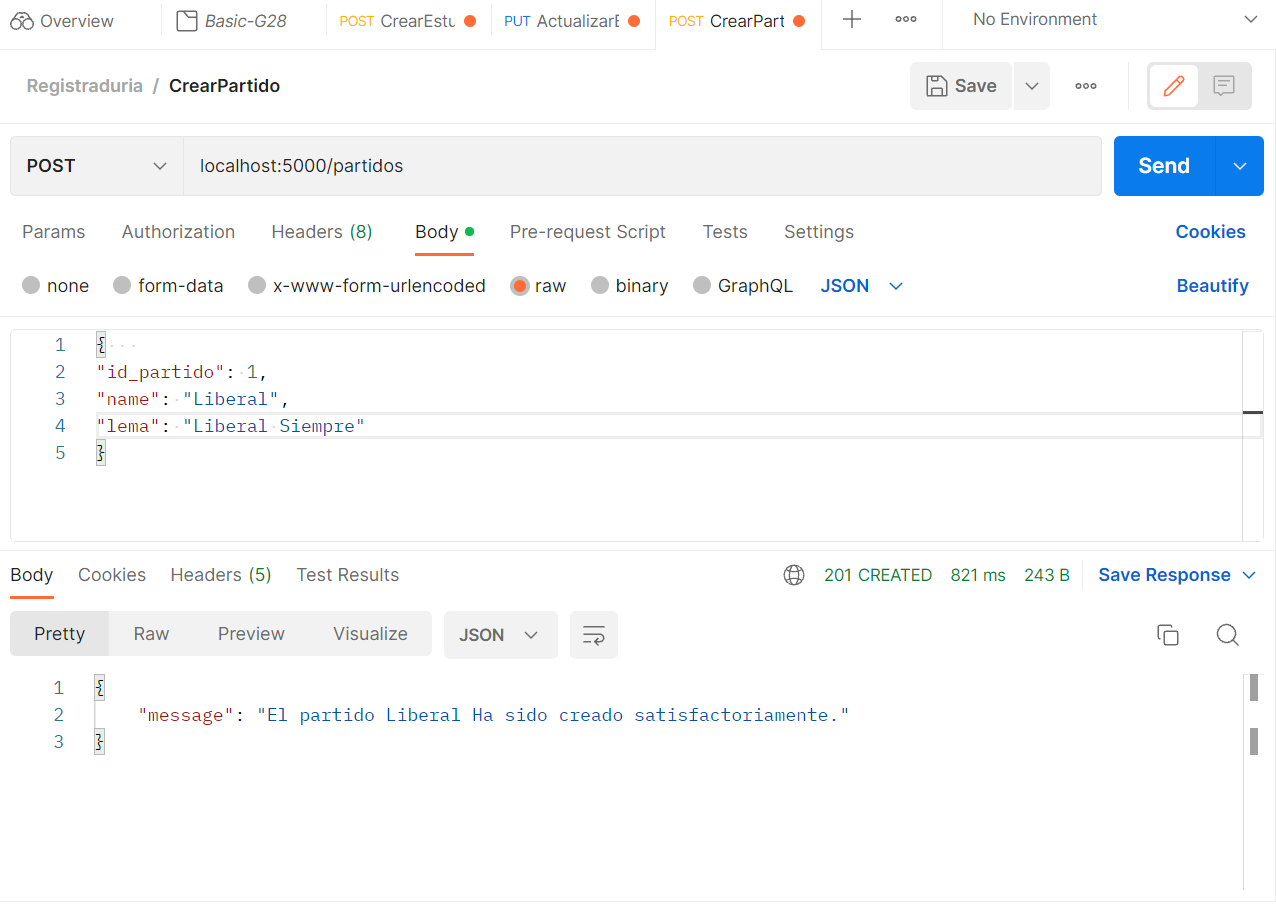 Overview Basic-G28 POST CrearEstu PUT ActualizarE POST CrearPart No Environment
Registraduria / CrearPartido Save
POST localhost:5000/partidos Send
Params Authorization Headers (8) Body Pre-request Script Tests Settings Cookies
none form-data x-www-form-urlencoded raw binary GraphQL JSON Beautify
1 {
2 "id_partido": 1,
3 "name": "Liberal",
4 "lema": "Liberal Siempre"
5 }
Body Cookies Headers (5) Test Results 201 CREATED 821 ms 243 B Save Response
Pretty Raw Preview Visualize JSON
1 {
2 "message": "El partido Liberal Ha sido creado satisfactoriamente."
3 }